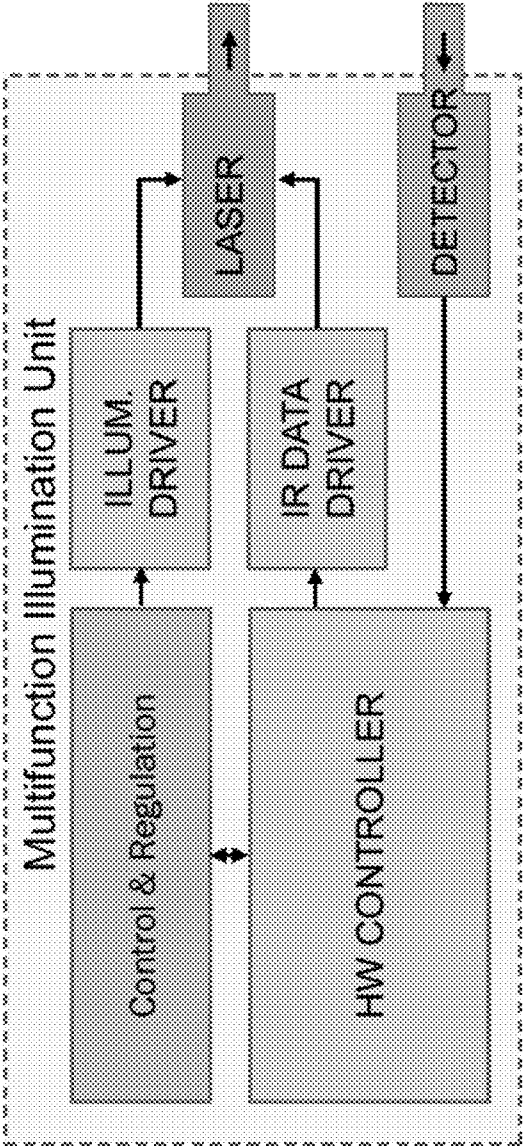 Multifunction Illumination Unit
Control & Regulation
ILLUM.
DRIVER
LASER
HW CONTROLLER
IR DATA
DRIVER
DETECTOR